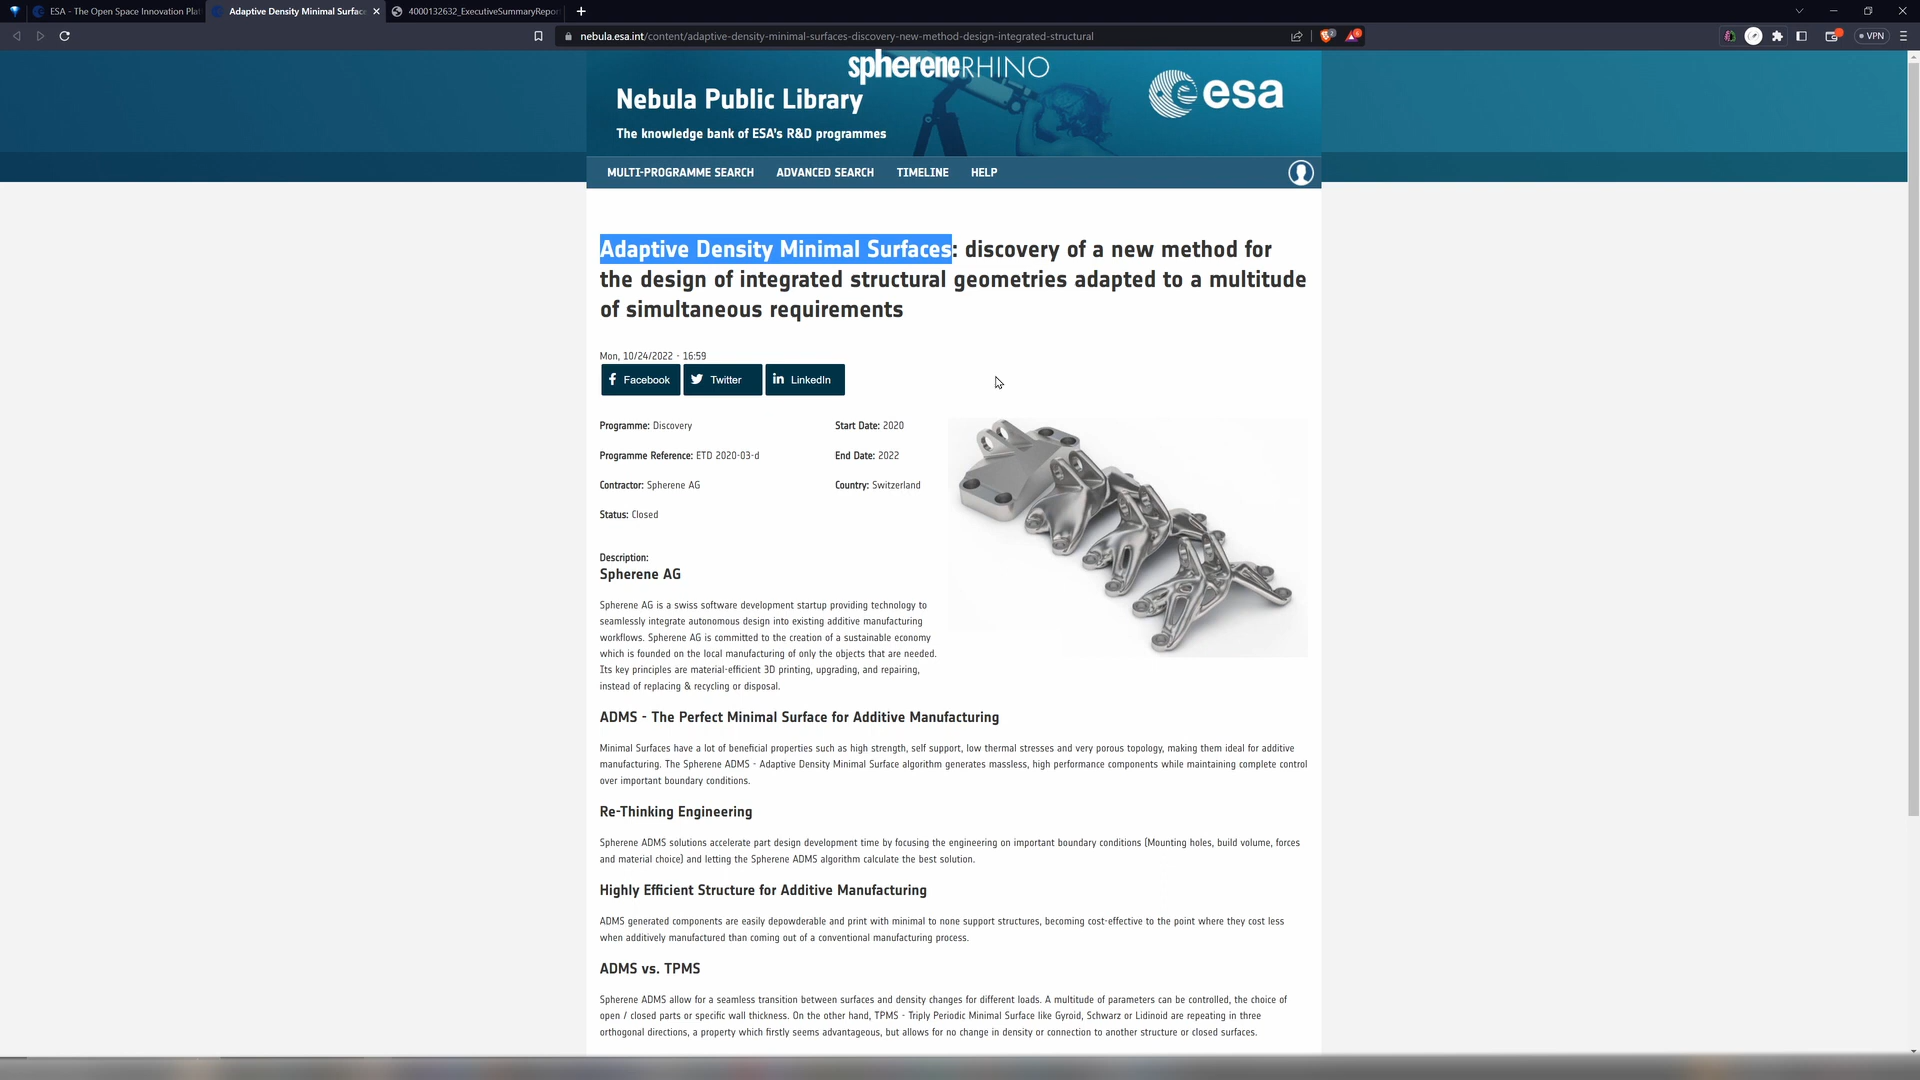 ESA - The Open Space Innovation Pla
Adaptive Density Minimal Surface
4000132632_ExecutiveSummaryRepor
nebula.esa.int/content/adaptive-density-minimal-surfaces-discovery-new-method-design-integrated-structural
VPN
sphereneRHINO
Nebula Public Library
esa
The knowledge bank of ESA's R&D programmes
MULTI-PROGRAMME SEARCH ADVANCED SEARCH TIMELINE HELP
Adaptive Density Minimal Surfaces: discovery of a new method for
the design of integrated structural geometries adapted to a multitude
of simultaneous requirements
Mon, 10/24/2022 - 16:59
Facebook Twitter LinkedIn
Programme: Discovery Start Date: 2020
Programme Reference: ETD 2020-03-d End Date: 2022
Contractor: Spherene AG Country: Switzerland
Status: Closed
Description:
Spherene AG
Spherene AG is a swiss software development startup providing technology to
seamlessly integrate autonomous design into existing additive manufacturing
workflows. Spherene AG is committed to the creation of a sustainable economy
which is founded on the local manufacturing of only the objects that are needed.
Its key principles are material-efficient 3D printing, upgrading, and repairing,
instead of replacing & recycling or disposal.
ADMS - The Perfect Minimal Surface for Additive Manufacturing
Minimal Surfaces have a lot of beneficial properties such as high strength, self support, low thermal stresses and very porous topology, making them ideal for additive
manufacturing. The Spherene ADMS - Adaptive Density Minimal Surface algorithm generates massless, high performance components while maintaining complete control
over important boundary conditions.
Re-Thinking Engineering
Spherene ADMS solutions accelerate part design development time by focusing the engineering on important boundary conditions (Mounting holes, build volume, forces
and material choice) and letting the Spherene ADMS algorithm calculate the best solution.
Highly Efficient Structure for Additive Manufacturing
ADMS generated components are easily depowderable and print with minimal to none support structures, becoming cost-effective to the point where they cost less
when additively manufactured than coming out of a conventional manufacturing process.
ADMS vs. TPMS
Spherene ADMS allow for a seamless transition between surfaces and density changes for different loads. A multitude of parameters can be controlled, the choice of
open / closed parts or specific wall thickness. On the other hand, TPMS - Triply Periodic Minimal Surface like Gyroid, Schwarz or Lidinoid are repeating in three
orthogonal directions, a property which firstly seems advantageous, but allows for no change in density or connection to another structure or closed surfaces.